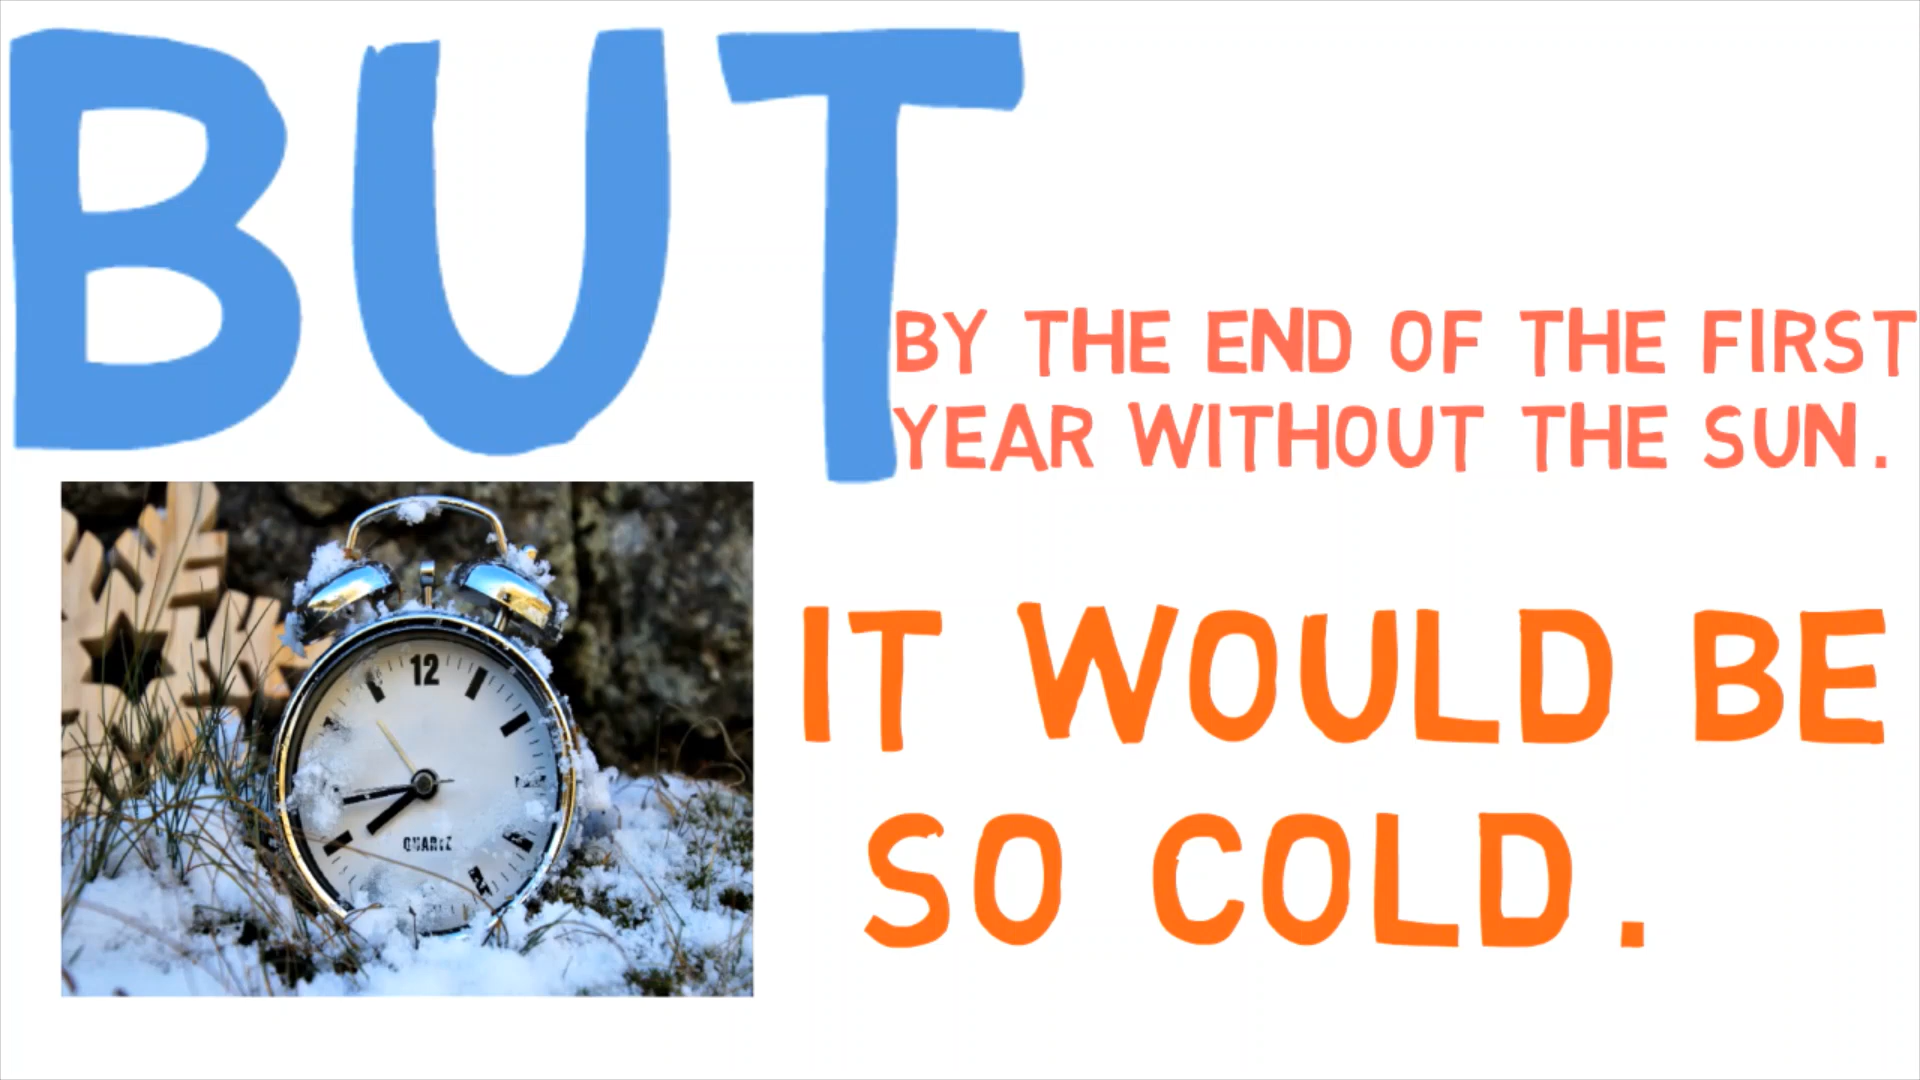 BUT
BY THE END OF THE FIRST
YEAR WITHOUT THE SUN.
IT WOULD BE
SO COLD.
12
QUARTZ